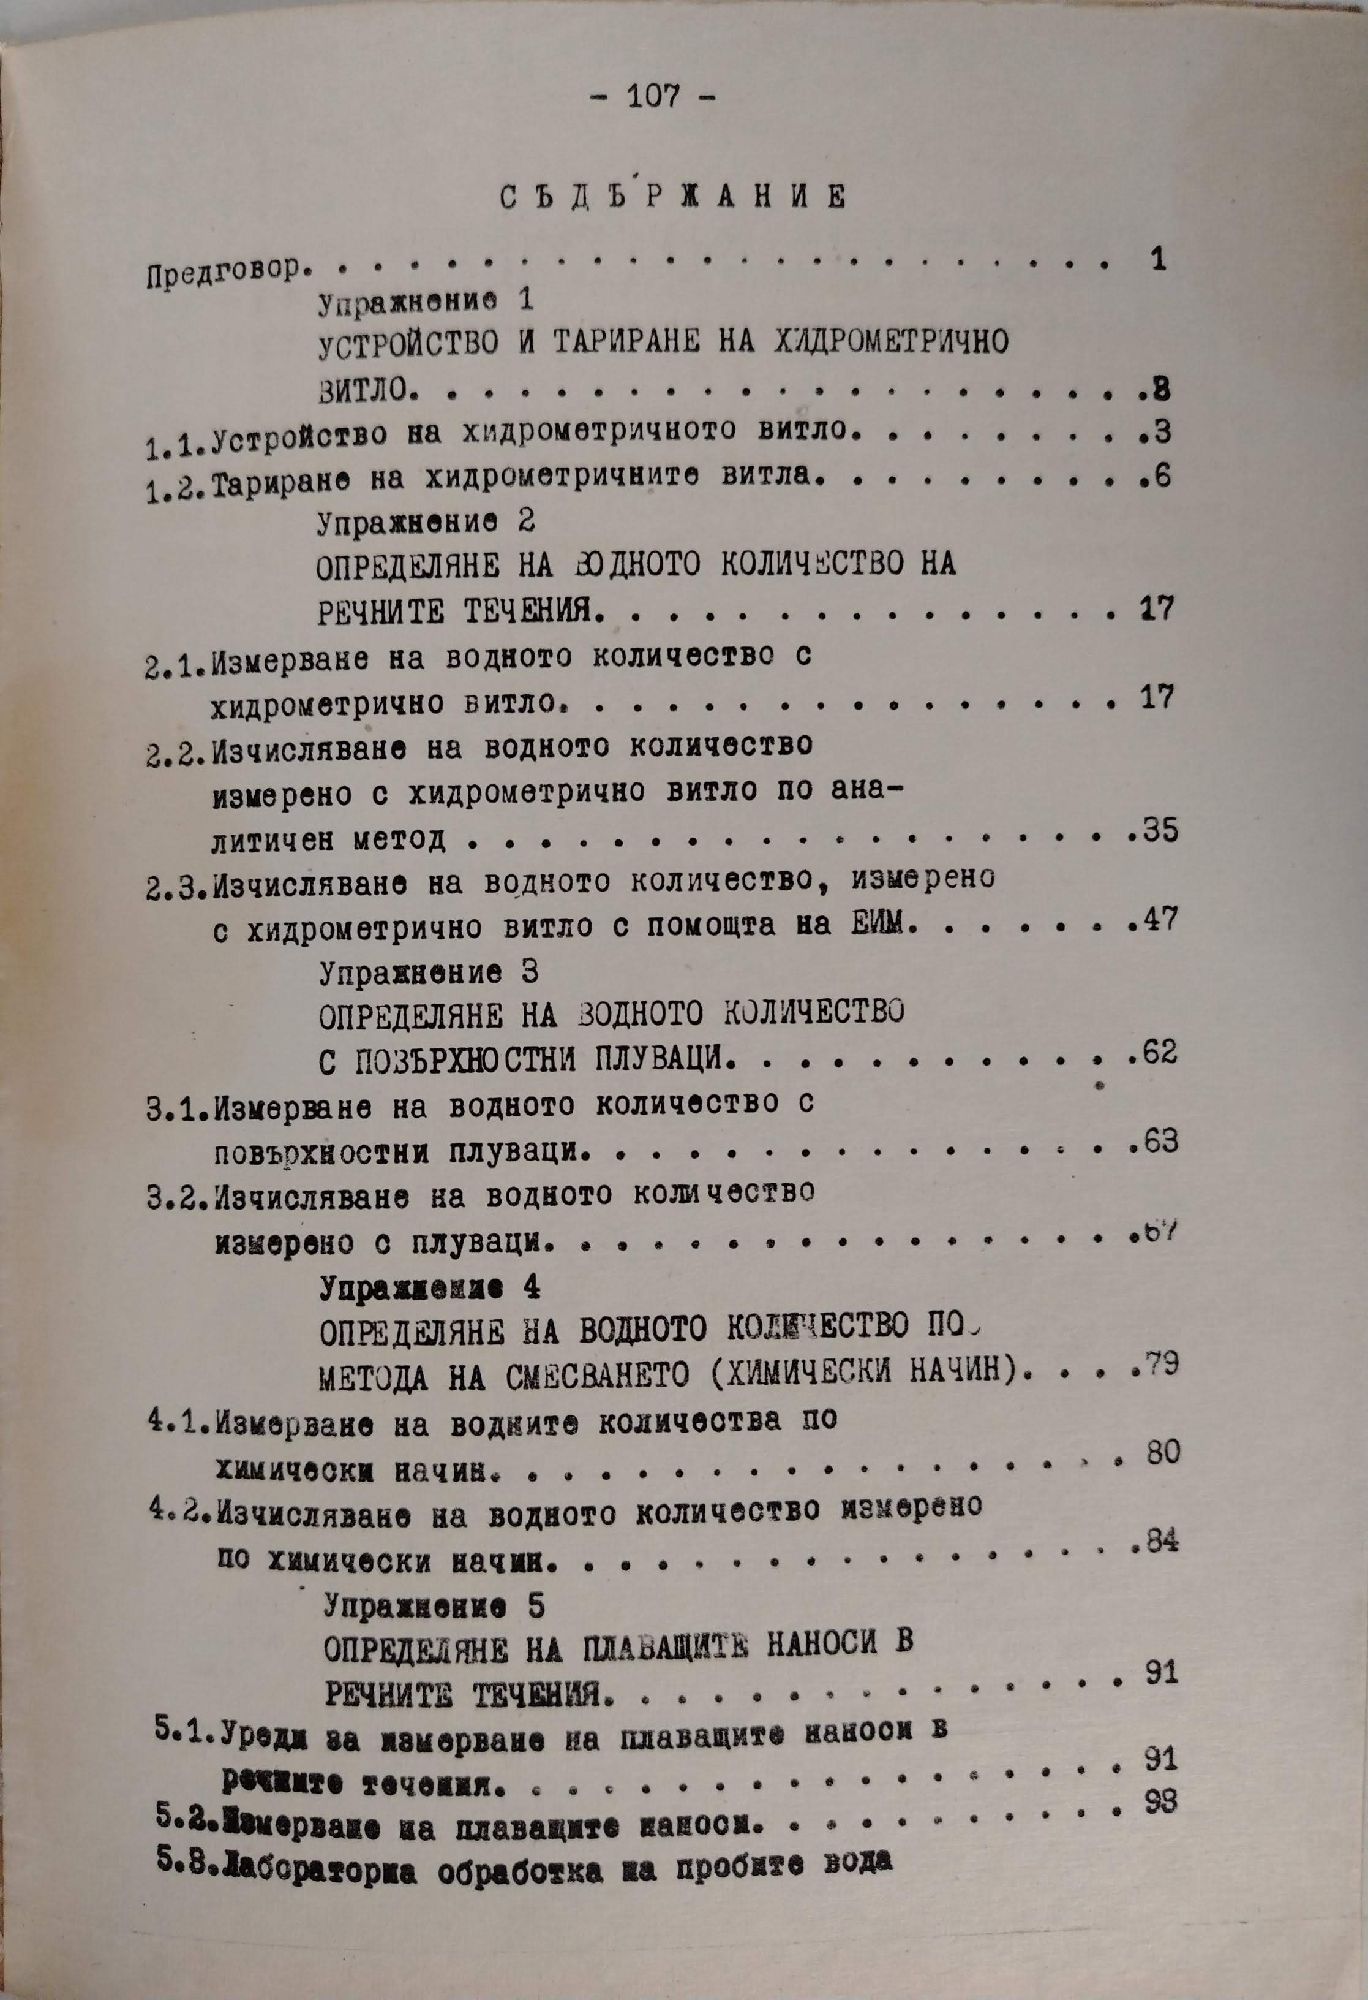 - 107 -
СЪДЪРЖАНИЕ
Предговор. . . . . . . . . . . . . . . . . . . . . . . 1
Упражнение 1
УСТРОЙСТВО И ТАРИРАНЕ НА ХИДРОМЕТРИЧНО
ВИТЛО. . . . . . . . . . . . . . . . . . . . .3
1.1.Устройство на хидрометричното витло. . . . . . . . .3
1.2.Тариране на хидрометричните витла. . . . . . . . . .6
Упражнение 2
ОПРЕДЕЛЯНЕ НА ВОДНОТО КОЛИЧЕСТВО НА
РЕЧНИТЕ ТЕЧЕНИЯ. . . . . . . . . . . . . . . 17
2.1.Измерване на водното количество с
хидрометрично витло. . . . . . . . . . . . . . . . 17
2.2.Изчисляване на водното количество
измерено с хидрометрично витло по ана-
литичен метод . . . . . . . . . . . . . . . . . . .35
2.3.Изчисляване на водното количество, измерено
с хидрометрично витло с помощта на ЕИМ. . . . . . .47
Упражнение 3
ОПРЕДЕЛЯНЕ НА ВОДНОТО КОЛИЧЕСТВО
С ПОВЪРХНОСТНИ ПЛУВАЦИ. . . . . . . . . . . .62
3.1.Измерване на водното количество с
повърхностни плуваци. . . . . . . . . . . . . . . .63
3.2.Изчисляване на водното количество
измерено с плуваци. . . . . . . . . . . . . . . . .67
Упражнение 4
ОПРЕДЕЛЯНЕ НА ВОДНОТО КОЛИЧЕСТВО ПО
МЕТОДА НА СМЕСВАНЕТО (ХИМИЧЕСКИ НАЧИН). . . .79
4.1.Измерване на водните количества по
химически начин. . . . . . . . . . . . . . . . . . 80
4.2.Изчисляване на водното количество измерено
по химически начин. . . . . . . . . . . . . . . . .84
Упражнение 5
ОПРЕДЕЛЯНЕ НА ПЛАВАЩИТЕ НАНОСИ В
РЕЧНИТЕ ТЕЧЕНИЯ. . . . . . . . . . . . . . . 91
5.1.Уреди за измерване на плаващите наноси в
речните течения. . . . . . . . . . . . . . . . . . 91
5.2.Измерване на плаващите наноси. . . . . . . . . . . 93
5.3.Лабораторна обработка на пробите вода